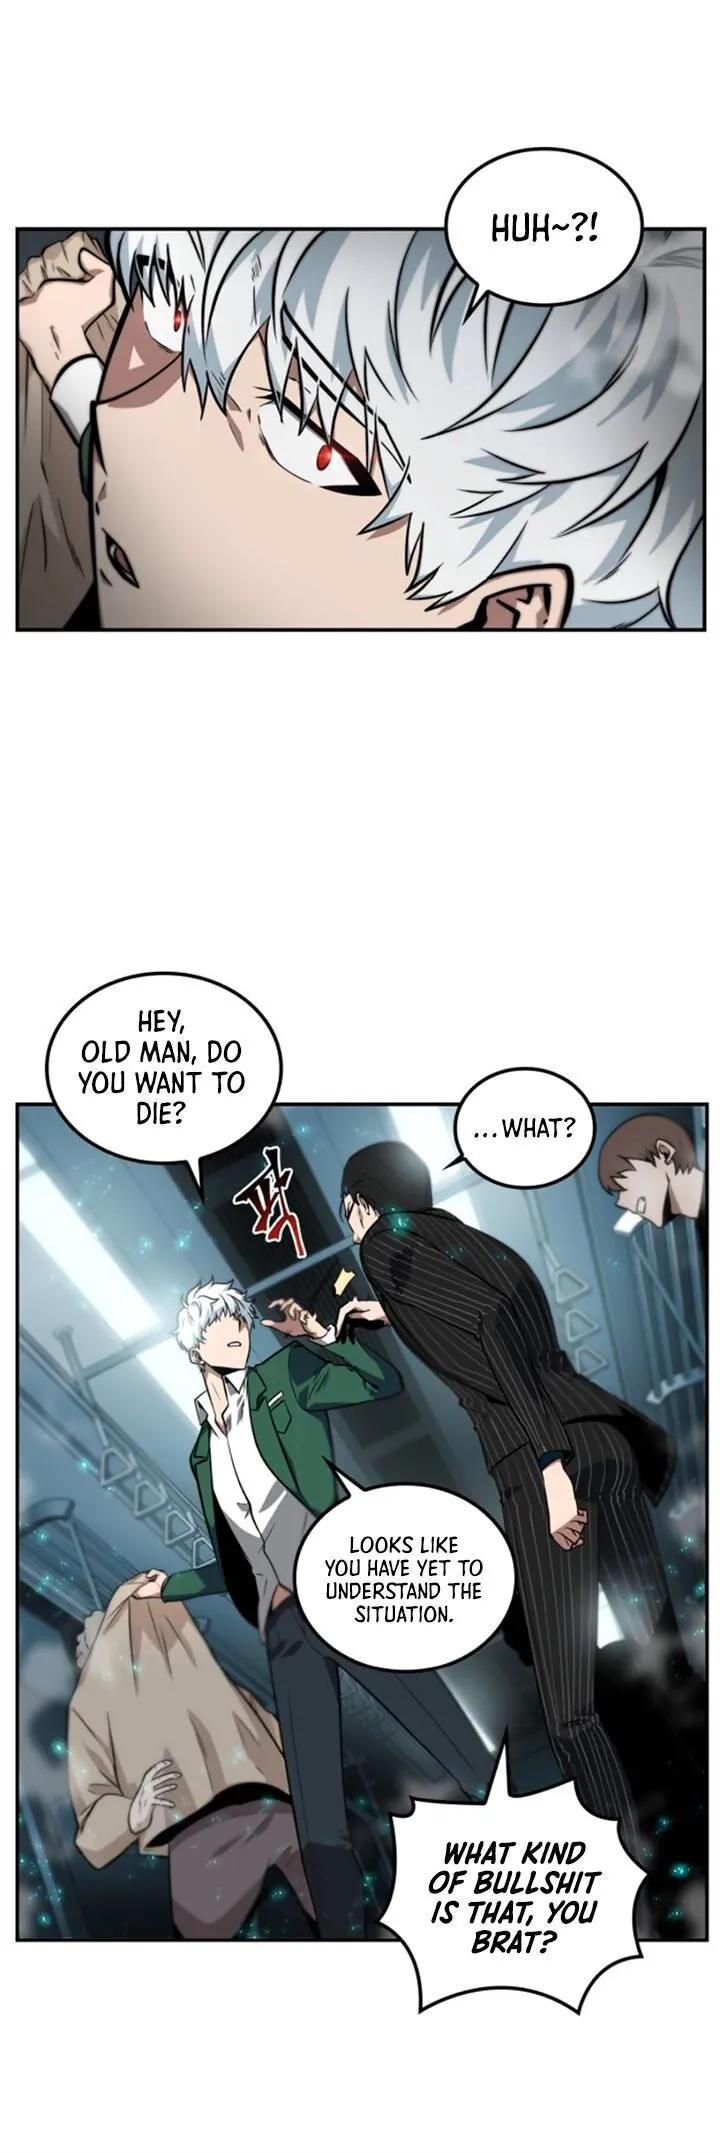 HUH~?!
HEY,
OLD MAN, DO
YOU WANT TO
DIE?
...WHAT?
퍽
LOOKS LIKE
YOU HAVE YET TO
UNDERSTAND THE
SITUATION.
WHAT KIND
OF BULLSHIT
IS THAT, YOU
BRAT?